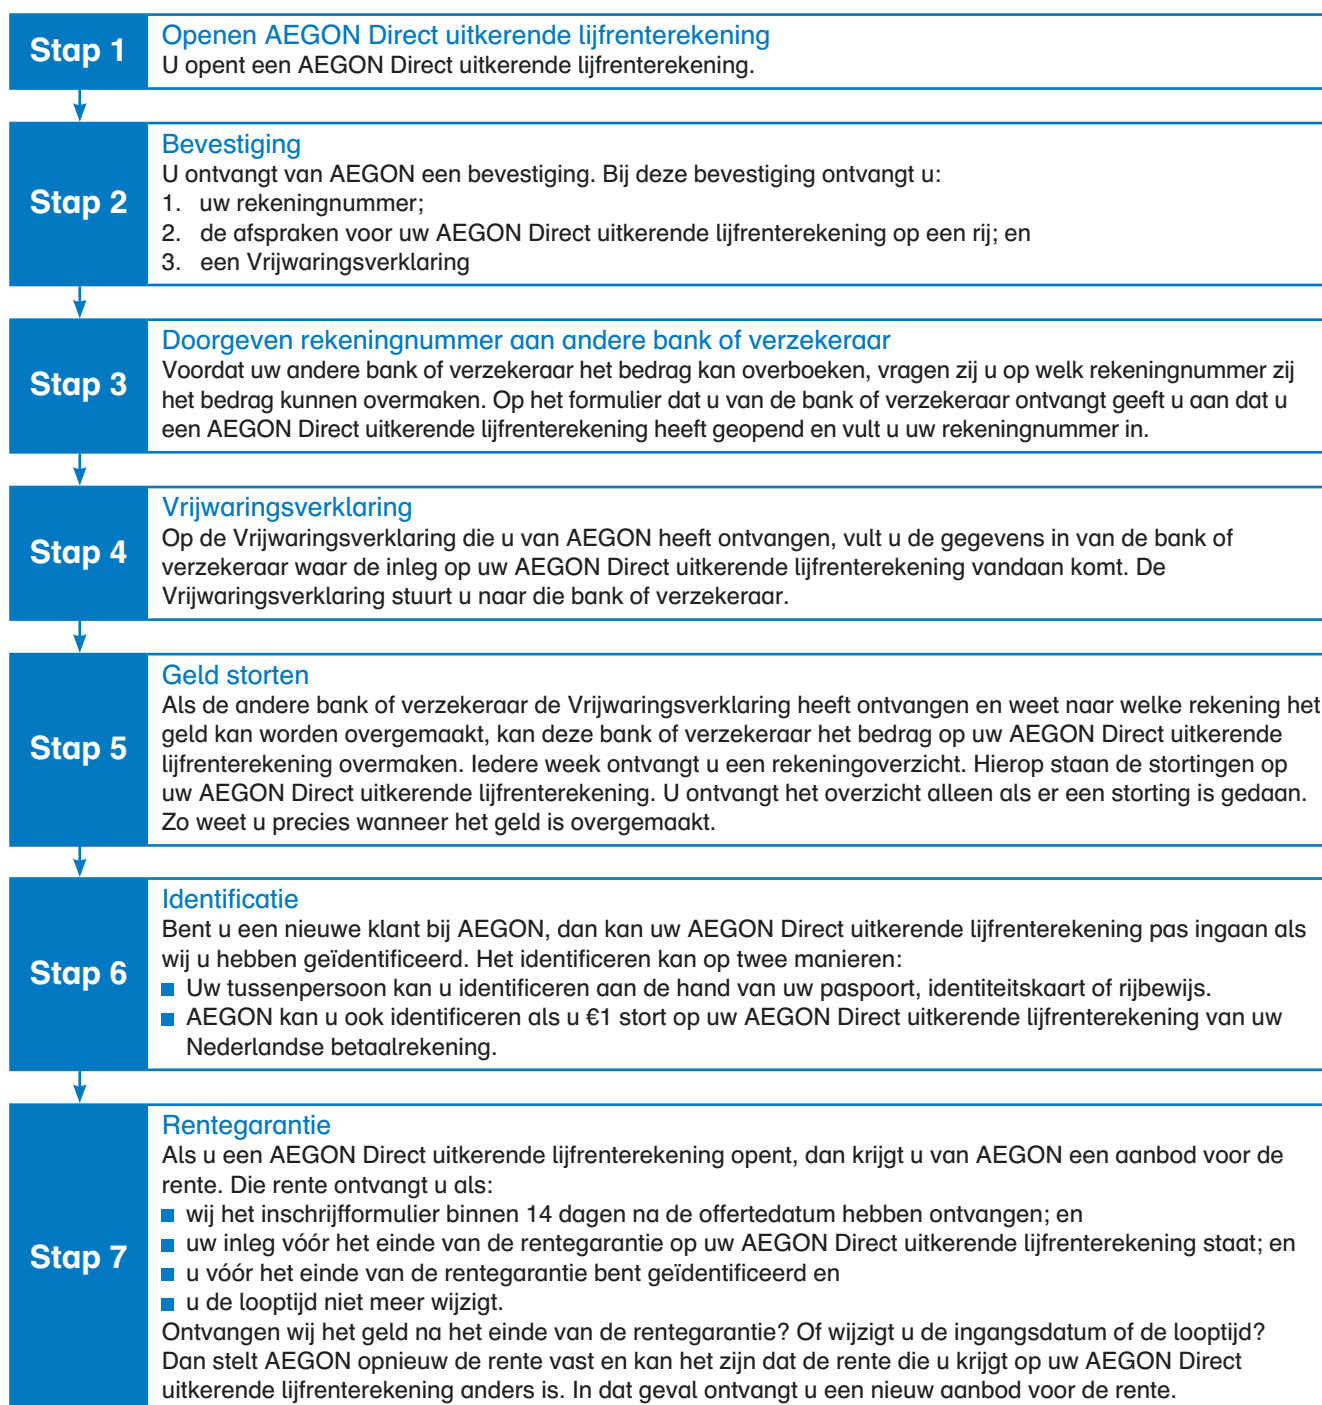 Stap 1
Openen AEGON Direct uitkerende lijfrenterekening
U opent een AEGON Direct uitkerende lijfrenterekening.
Stap 2
Bevestiging
U ontvangt van AEGON een bevestiging. Bij deze bevestiging ontvangt u:
1. uw rekeningnummer;
2. de afspraken voor uw AEGON Direct uitkerende lijfrenterekening op een rij; en
3. een Vrijwaringsverklaring
Stap 3
Doorgeven rekeningnummer aan andere bank of verzekeraar
Voordat uw andere bank of verzekeraar het bedrag kan overboeken, vragen zij u op welk rekeningnummer zij
het bedrag kunnen overmaken. Op het formulier dat u van de bank of verzekeraar ontvangt geeft u aan dat u
een AEGON Direct uitkerende lijfrenterekening heeft geopend en vult u uw rekeningnummer in.
Stap 4
Vrijwaringsverklaring
Op de Vrijwaringsverklaring die u van AEGON heeft ontvangen, vult u de gegevens in van de bank of
verzekeraar waar de inleg op uw AEGON Direct uitkerende lijfrenterekening vandaan komt. De
Vrijwaringsverklaring stuurt u naar die bank of verzekeraar.
Stap 5
Geld storten
Als de andere bank of verzekeraar de Vrijwaringsverklaring heeft ontvangen en weet naar welke rekening het
geld kan worden overgemaakt, kan deze bank of verzekeraar het bedrag op uw AEGON Direct uitkerende
lijfrenterekening overmaken. Iedere week ontvangt u een rekeningoverzicht. Hierop staan de stortingen op
uw AEGON Direct uitkerende lijfrenterekening. U ontvangt het overzicht alleen als er een storting is gedaan.
Zo weet u precies wanneer het geld is overgemaakt.
Stap 6
Identificatie
Bent u een nieuwe klant bij AEGON, dan kan uw AEGON Direct uitkerende lijfrenterekening pas ingaan als
wij u hebben geïdentificeerd. Het identificeren kan op twee manieren:
■ Uw tussenpersoon kan u identificeren aan de hand van uw paspoort, identiteitskaart of rijbewijs.
■ AEGON kan u ook identificeren als u €1 stort op uw AEGON Direct uitkerende lijfrenterekening van uw
Nederlandse betaalrekening.
Stap 7
Rentegarantie
Als u een AEGON Direct uitkerende lijfrenterekening opent, dan krijgt u van AEGON een aanbod voor de
rente. Die rente ontvangt u als:
■ wij het inschrijfformulier binnen 14 dagen na de offertedatum hebben ontvangen; en
■ uw inleg vóór het einde van de rentegarantie op uw AEGON Direct uitkerende lijfrenterekening staat; en
■ u vóór het einde van de rentegarantie bent geïdentificeerd en
■ u de looptijd niet meer wijzigt.
Ontvangen wij het geld na het einde van de rentegarantie? Of wijzigt u de ingangsdatum of de looptijd?
Dan stelt AEGON opnieuw de rente vast en kan het zijn dat de rente die u krijgt op uw AEGON Direct
uitkerende lijfrenterekening anders is. In dat geval ontvangt u een nieuw aanbod voor de rente.